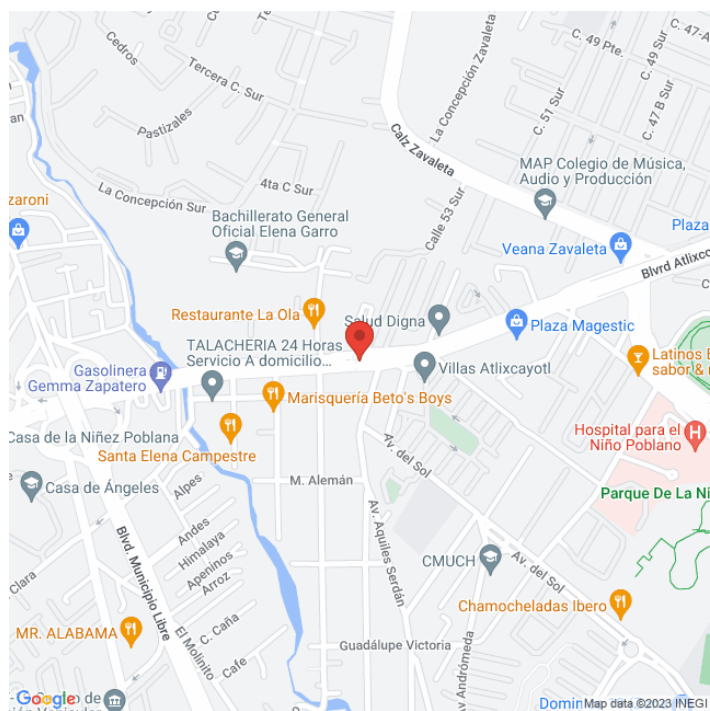 Cedros
Tercera C. Sur
Pastizales
La Concepción Sur
4ta C Sur
La Concepción Zavaleta
Calz Zavaleta
C. 49 Pte.
C. 47-A
C. 51 Sur
C. 47 B Sur
MAP Colegio de Música,
Audio y Producción
Calle 53 Sur
Bachillerato General
Oficial Elena Garro
Veana Zavaleta
Plaza
Blvrd Atlixco
Restaurante La Ola
Salud Digna
Plaza Magestic
TALACHERIA 24 Horas
Servicio A domicilio...
Gasolinera
Gemma Zapatero
Villas Atlixcayotl
Latinos
sabor &
Marisquería Beto's Boys
Casa de la Niñez Poblana
Santa Elena Campestre
Hospital para el
Niño Poblano
Av. del Sol
Casa de Ángeles
M. Alemán
Alpes
Parque De La Ni
Av. Aquiles Serdán
Andes
Himalaya
Apeninos
Arroz
Blvd. Municipio Libre
Clara
CMUCH
Av. del Sol
Chamocheladas Ibero
C. Caña
El Molinito
MR. ALABAMA
Guadálupe Victoria
Cafe
Av Andrómeda
Google
de
Domin
Map data ©2023 INEGI